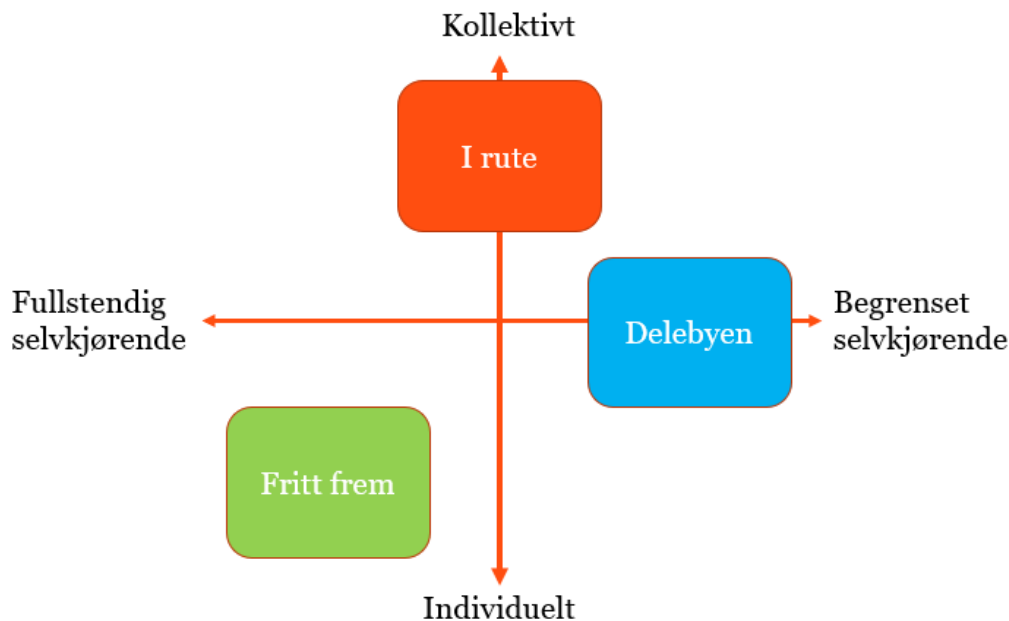 Kollektivt
I rute
Fullstendig
selvkjørende
Delebyen
Begrenset
selvkjørende
Fritt frem
Individuelt